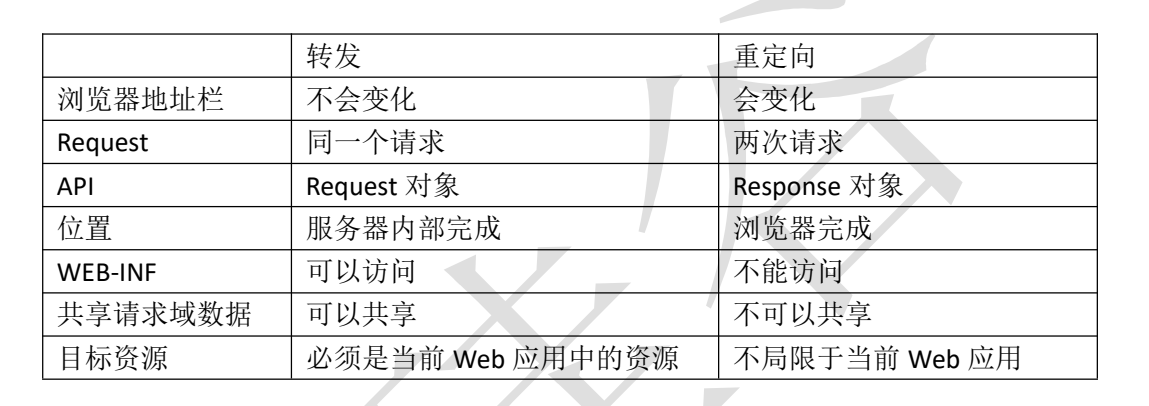 转发 重定向
浏览器地址栏 不会变化 会变化
Request 同一个请求 两次请求
API Request 对象 Response 对象
位置 服务器内部完成 浏览器完成
WEB-INF 可以访问 不能访问
共享请求域数据 可以共享 不可以共享
目标资源 必须是当前 Web 应用中的资源 不局限于当前 Web 应用